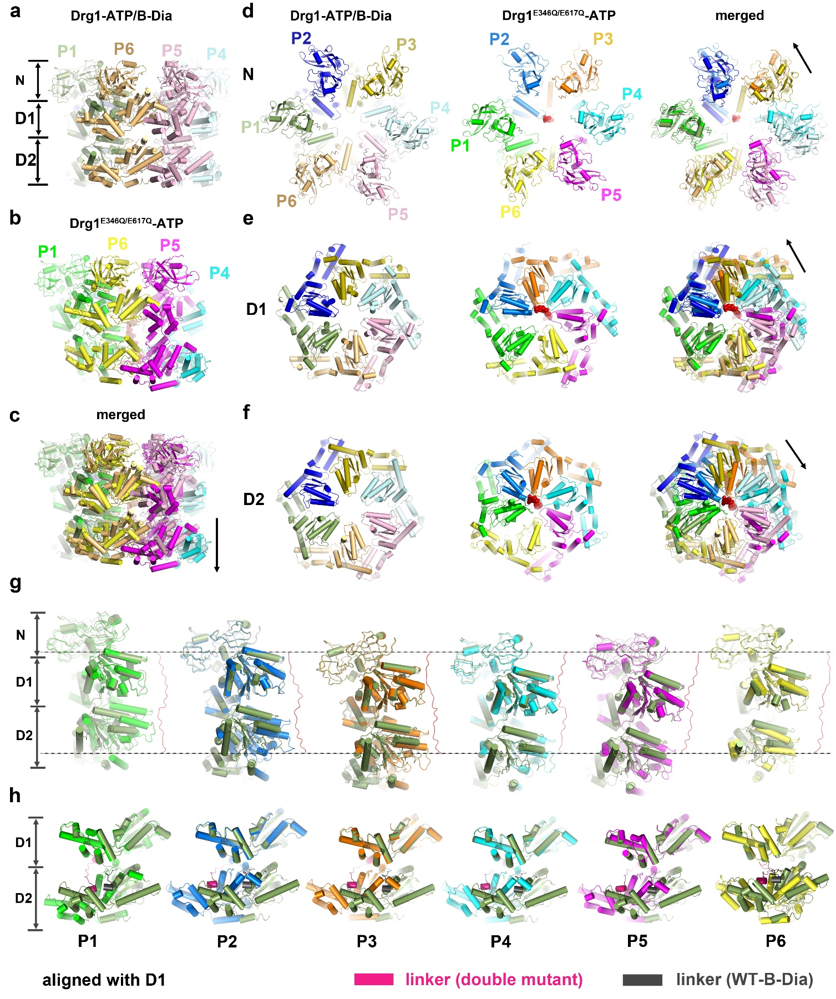 a
Drg1-ATP/B-Dia
P1
P6
P5
P4
N
D1
D2
b
Drg1E346Q/E617Q-ATP
P1
P6
P5
P4
c
merged
d
Drg1-ATP/B-Dia
Drg1E346Q/E617Q-ATP
merged
N
P2
P3
P1
P4
P6
P5
P2
P3
P4
P1
P5
P6
e
D1
f
D2
g
N
D1
D2
h
D1
D2
P1
P2
P3
P4
P5
P6
aligned with D1
linker (double mutant)
linker (WT-B-Dia)